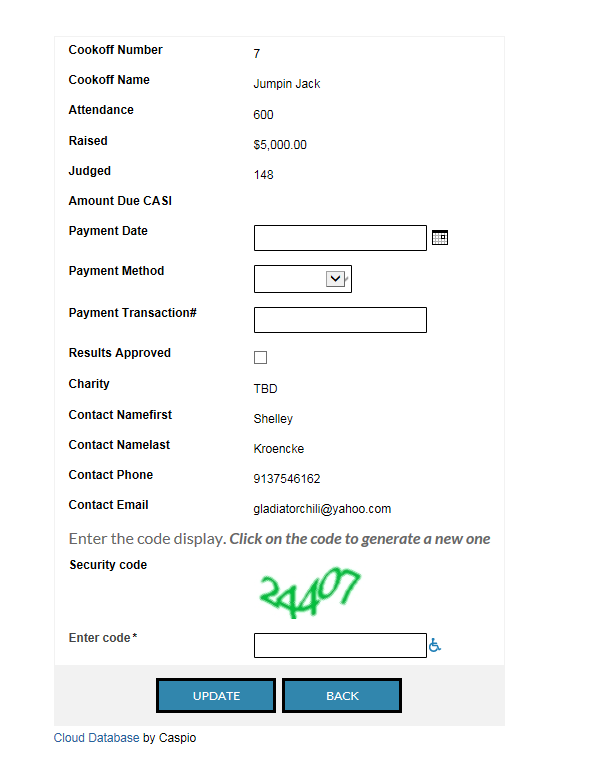 Cookoff Number 7
Cookoff Name Jumpin Jack
Attendance 600
Raised $5,000.00
Judged 148
Amount Due CASI
Payment Date
Payment Method
Payment Transaction#
Results Approved
Charity TBD
Contact Namefirst Shelley
Contact Namelast Kroencke
Contact Phone 9137546162
Contact Email gladiatorchili@yahoo.com
Enter the code display. Click on the code to generate a new one
Security code
24407
Enter code*
UPDATE BACK
Cloud Database by Caspio